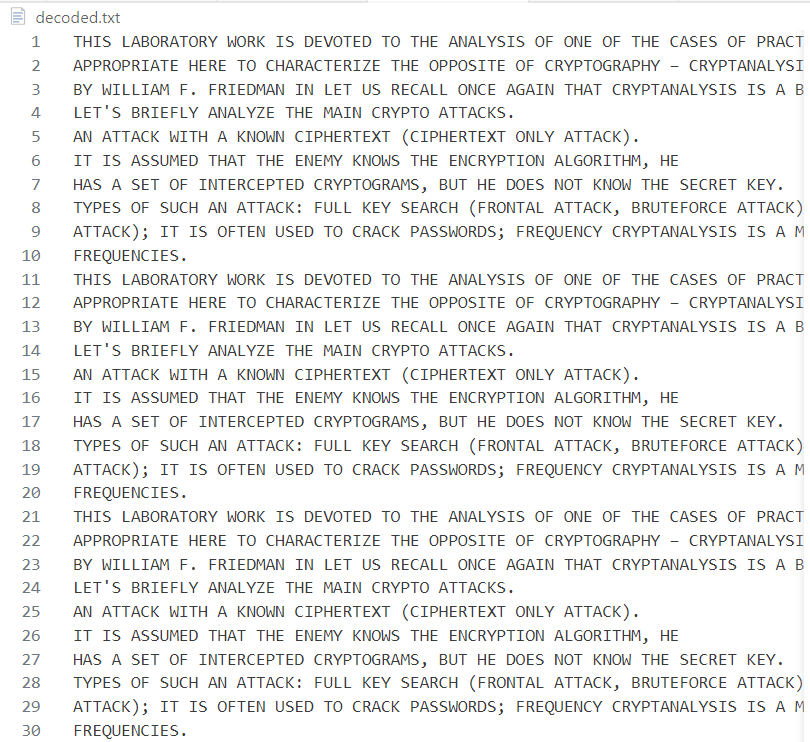 decoded.txt
1 THIS LABORATORY WORK IS DEVOTED TO THE ANALYSIS OF ONE OF THE CASES OF PRACT
2 APPROPRIATE HERE TO CHARACTERIZE THE OPPOSITE OF CRYPTOGRAPHY – CRYPTANALYSI
3 BY WILLIAM F. FRIEDMAN IN LET US RECALL ONCE AGAIN THAT CRYPTANALYSIS IS A B
4 LET'S BRIEFLY ANALYZE THE MAIN CRYPTO ATTACKS.
5 AN ATTACK WITH A KNOWN CIPHERTEXT (CIPHERTEXT ONLY ATTACK).
6 IT IS ASSUMED THAT THE ENEMY KNOWS THE ENCRYPTION ALGORITHM, HE
7 HAS A SET OF INTERCEPTED CRYPTOGRAMS, BUT HE DOES NOT KNOW THE SECRET KEY.
8 TYPES OF SUCH AN ATTACK: FULL KEY SEARCH (FRONTAL ATTACK, BRUTEFORCE ATTACK)
9 ATTACK); IT IS OFTEN USED TO CRACK PASSWORDS; FREQUENCY CRYPTANALYSIS IS A M
10 FREQUENCIES.
11 THIS LABORATORY WORK IS DEVOTED TO THE ANALYSIS OF ONE OF THE CASES OF PRACT
12 APPROPRIATE HERE TO CHARACTERIZE THE OPPOSITE OF CRYPTOGRAPHY – CRYPTANALYSI
13 BY WILLIAM F. FRIEDMAN IN LET US RECALL ONCE AGAIN THAT CRYPTANALYSIS IS A B
14 LET'S BRIEFLY ANALYZE THE MAIN CRYPTO ATTACKS.
15 AN ATTACK WITH A KNOWN CIPHERTEXT (CIPHERTEXT ONLY ATTACK).
16 IT IS ASSUMED THAT THE ENEMY KNOWS THE ENCRYPTION ALGORITHM, HE
17 HAS A SET OF INTERCEPTED CRYPTOGRAMS, BUT HE DOES NOT KNOW THE SECRET KEY.
18 TYPES OF SUCH AN ATTACK: FULL KEY SEARCH (FRONTAL ATTACK, BRUTEFORCE ATTACK)
19 ATTACK); IT IS OFTEN USED TO CRACK PASSWORDS; FREQUENCY CRYPTANALYSIS IS A M
20 FREQUENCIES.
21 THIS LABORATORY WORK IS DEVOTED TO THE ANALYSIS OF ONE OF THE CASES OF PRACT
22 APPROPRIATE HERE TO CHARACTERIZE THE OPPOSITE OF CRYPTOGRAPHY – CRYPTANALYSI
23 BY WILLIAM F. FRIEDMAN IN LET US RECALL ONCE AGAIN THAT CRYPTANALYSIS IS A B
24 LET'S BRIEFLY ANALYZE THE MAIN CRYPTO ATTACKS.
25 AN ATTACK WITH A KNOWN CIPHERTEXT (CIPHERTEXT ONLY ATTACK).
26 IT IS ASSUMED THAT THE ENEMY KNOWS THE ENCRYPTION ALGORITHM, HE
27 HAS A SET OF INTERCEPTED CRYPTOGRAMS, BUT HE DOES NOT KNOW THE SECRET KEY.
28 TYPES OF SUCH AN ATTACK: FULL KEY SEARCH (FRONTAL ATTACK, BRUTEFORCE ATTACK)
29 ATTACK); IT IS OFTEN USED TO CRACK PASSWORDS; FREQUENCY CRYPTANALYSIS IS A M
30 FREQUENCIES.